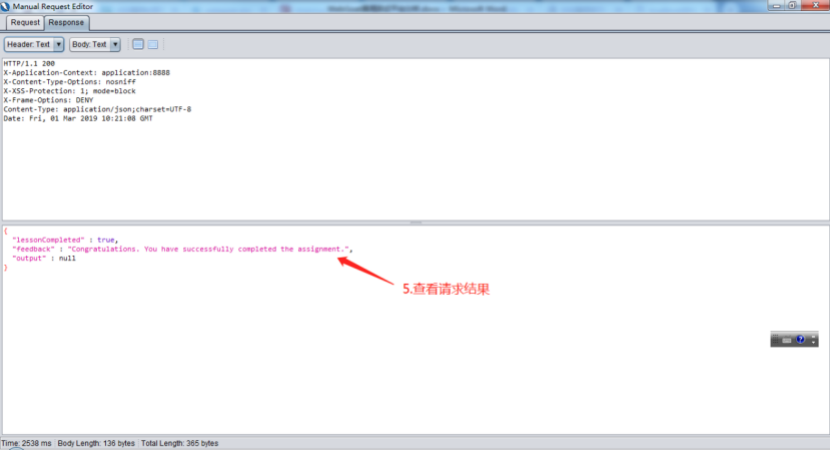 Manual Request Editor
Request Response
Header: Text Body: Text
HTTP/1.1 200
X-Application-Context: application:8888
X-Content-Type-Options: nosniff
X-XSS-Protection: 1; mode=block
X-Frame-Options: DENY
Content-Type: application/json;charset=UTF-8
Date: Fri, 01 Mar 2019 10:21:08 GMT
{
"lessonCompleted" : true,
"feedback" : "Congratulations. You have successfully completed the assignment.",
"output" : null
}
5.查看请求结果
Time: 2538 ms Body Length: 136 bytes Total Length: 365 bytes